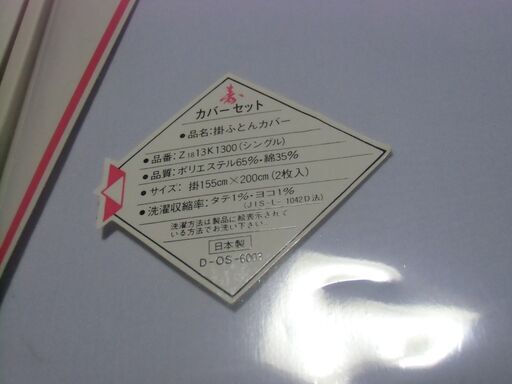 寿
カバーセット
●品名:掛ふとんカバー
●品番:Z1813K1300(シングル)
●品質:ポリエステル65%・綿35%
●サイズ: 掛155cm×200cm(2枚入)
●洗濯収縮率:タテ1%・ヨコ1%
(JIS-L- 1042D法)
洗濯方法は製品に絵表示されて
いる方法でお洗い下さい。
日本製
D-OS-6003